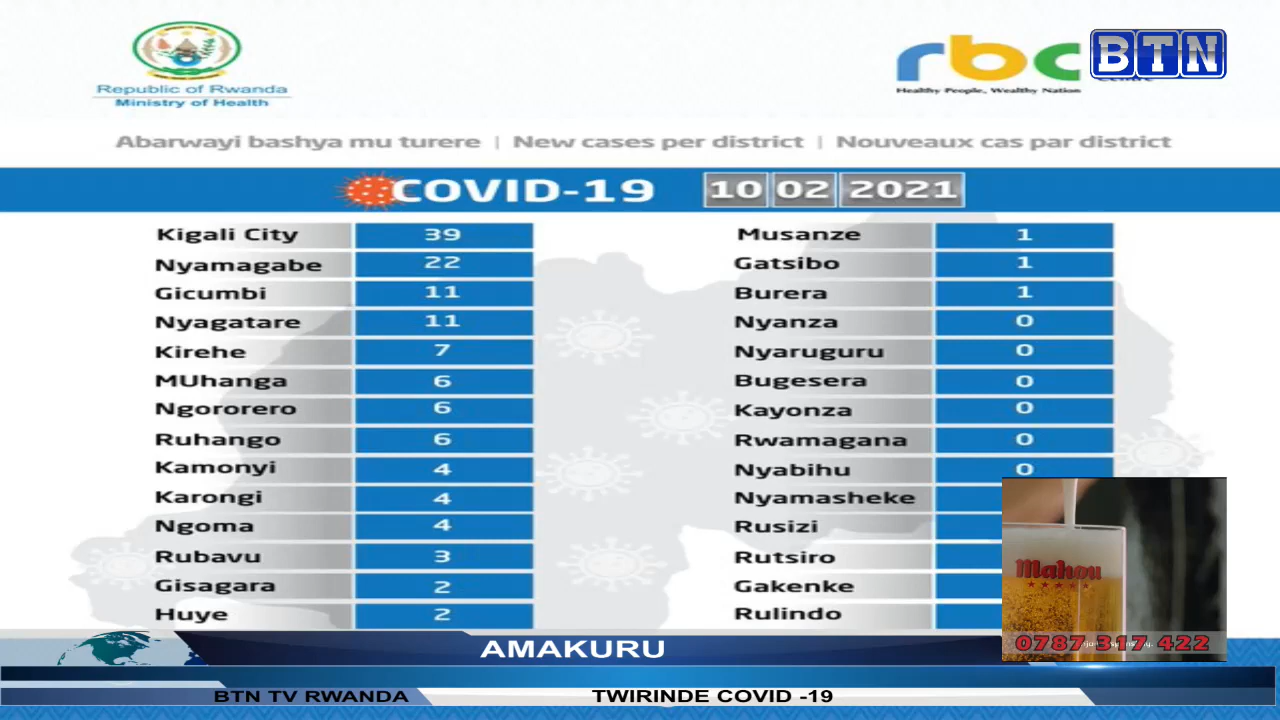 Republic of Rwanda
Ministry of Health
rbc
Healthy People, Wealthy Nation
BTN
Abarwayi bashya mu turere | New cases per district | Nouveaux cas par district
COVID-19 10 02 2021
Kigali City 39
Nyamagabe 22
Gicumbi 11
Nyagatare 11
Kirehe 7
MUhanga 6
Ngororero 6
Ruhango 6
Kamonyi 4
Karongi 4
Ngoma 4
Rubavu 3
Gisagara 2
Huye 2
Musanze 1
Gatsibo 1
Burera 1
Nyanza 0
Nyaruguru 0
Bugesera 0
Kayonza 0
Rwamagana 0
Nyabihu 0
Nyamasheke
Rusizi
Rutsiro
Gakenke
Rulindo
Mahou
0787 317 422
AMAKURU
BTN TV RWANDA TWIRINDE COVID -19